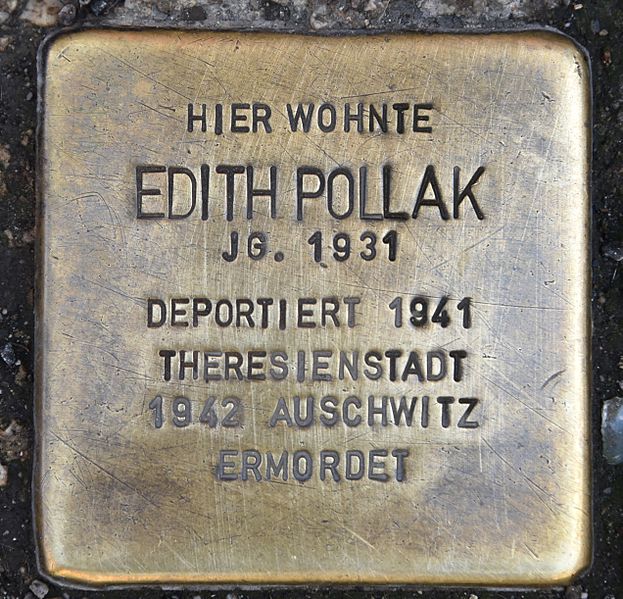 HIER WOHNTE
EDITH POLLAK
JG. 1931
DEPORTIERT 1941
THERESIENSTADT
1942 AUSCHWITZ
ERMORDET